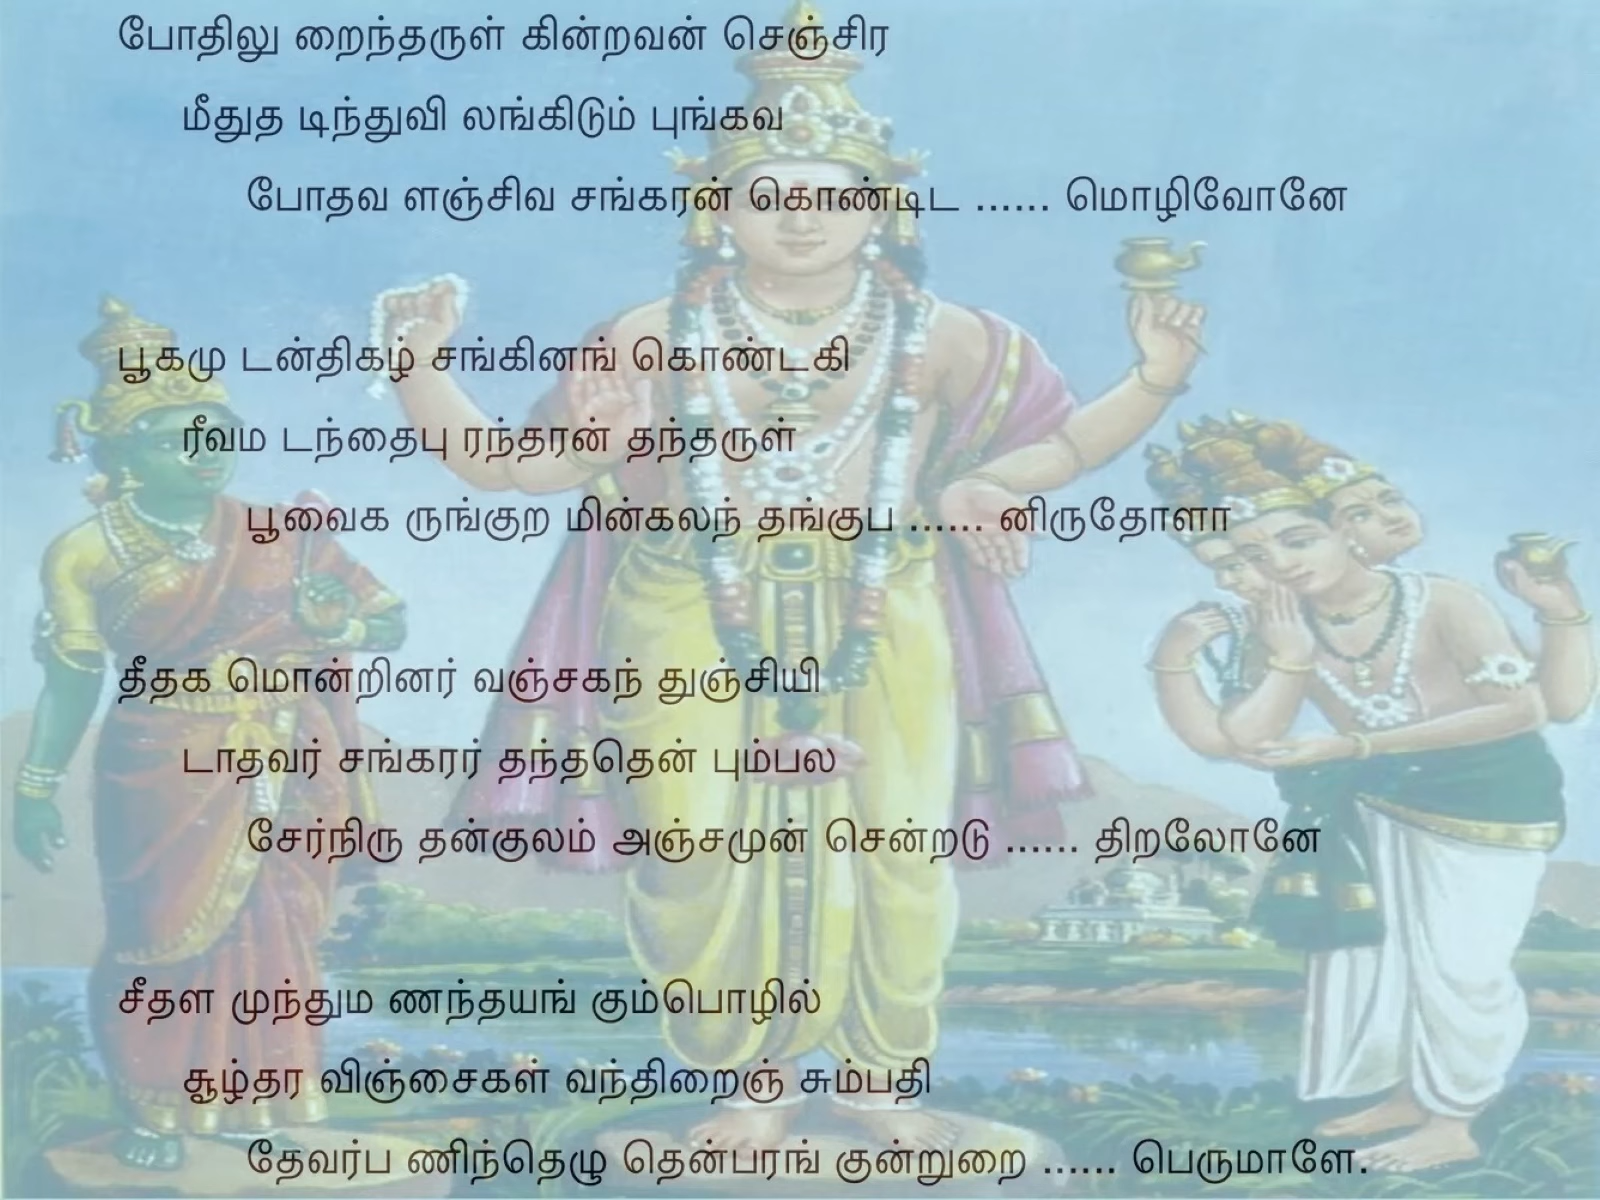 போதிலு றைந்தருள் கின்றவன் செஞ்சிர
மீதுத டிந்துவி லங்கிடும் புங்கவ
போதவ ளஞ்சிவ சங்கரன் கொண்டிட ...... மொழிவோனே
பூகமு டன்திகழ் சங்கினங் கொண்டகி
ரீவம டந்தைபு ரந்தரன் தந்தருள்
பூவைக ருங்குற மின்கலந் தங்குப ...... னிருதோளா
தீதக மொன்றினர் வஞ்சகந் துஞ்சியி
டாதவர் சங்கரர் தந்ததென் பும்பல
சேர்நிரு தன்குலம் அஞ்சமுன் சென்றடு ...... திறலோனே
சீதள முந்தும ணந்தயங் கும்பொழில்
சூழ்தர விஞ்சைகள் வந்திறைஞ் சும்பதி
தேவர்ப ணிந்தெழு தென்பரங் குன்றுறை ...... பெருமாளே.